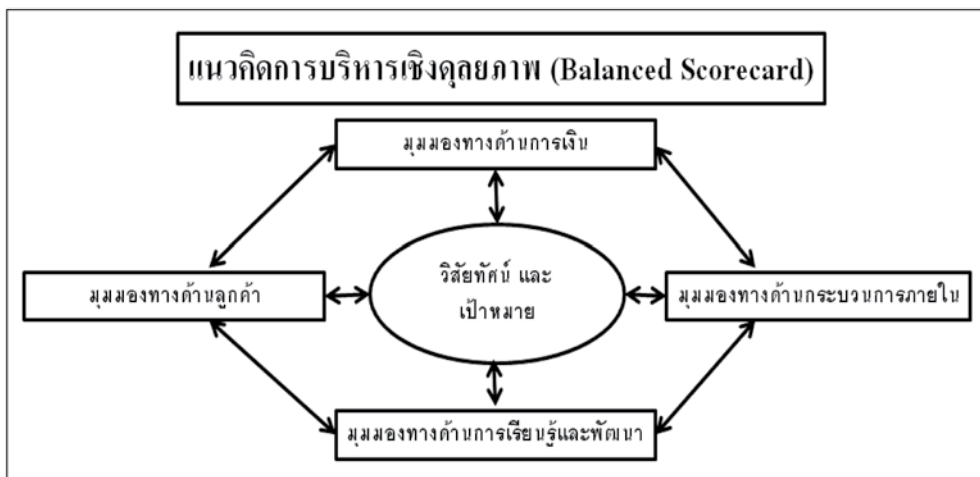 แนวคิดการบริหารเชิงดุลยภาพ (Balanced Scorecard)
มุมมองทางด้านการเงิน
มุมมองทางด้านลูกค้า
วิสัยทัศน์ และ
เป้าหมาย
มุมมองทางด้านกระบวนการภายใน
มุมมองทางด้านการเรียนรู้และพัฒนา